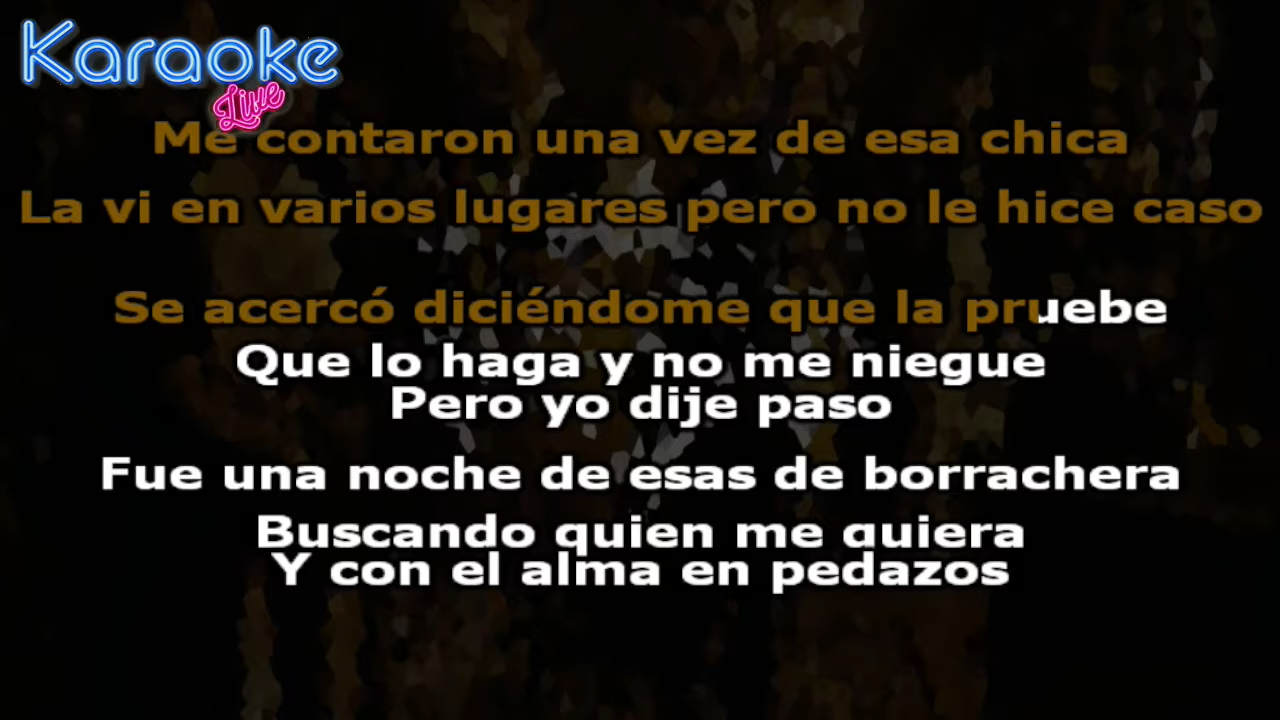 Karaoke
Live
Me contaron una vez de esa chica
La vi en varios lugares pero no le hice caso
Se acercó diciéndome que la pruebe
Que lo haga y no me niegue
Pero yo dije paso
Fue una noche de esas de borrachera
Buscando quien me quiera
Y con el alma en pedazos